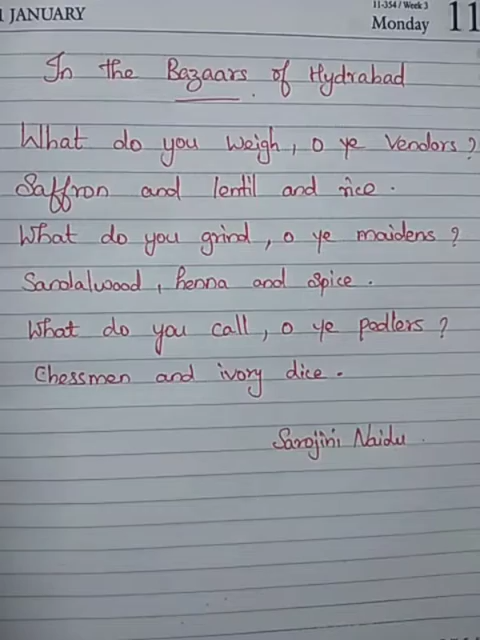 1 JANUARY
11-354 / Week 3
Monday 11
In the Bazaars of Hydrabad
What do you weigh, o ye Vendors?
Saffron and lentil and rice.
What do you grind, o ye maidens?
Sandalwood, henna and spice.
What do you call, o ye pedlers?
Chessmen and ivory dice.
Sarojini Naidu.